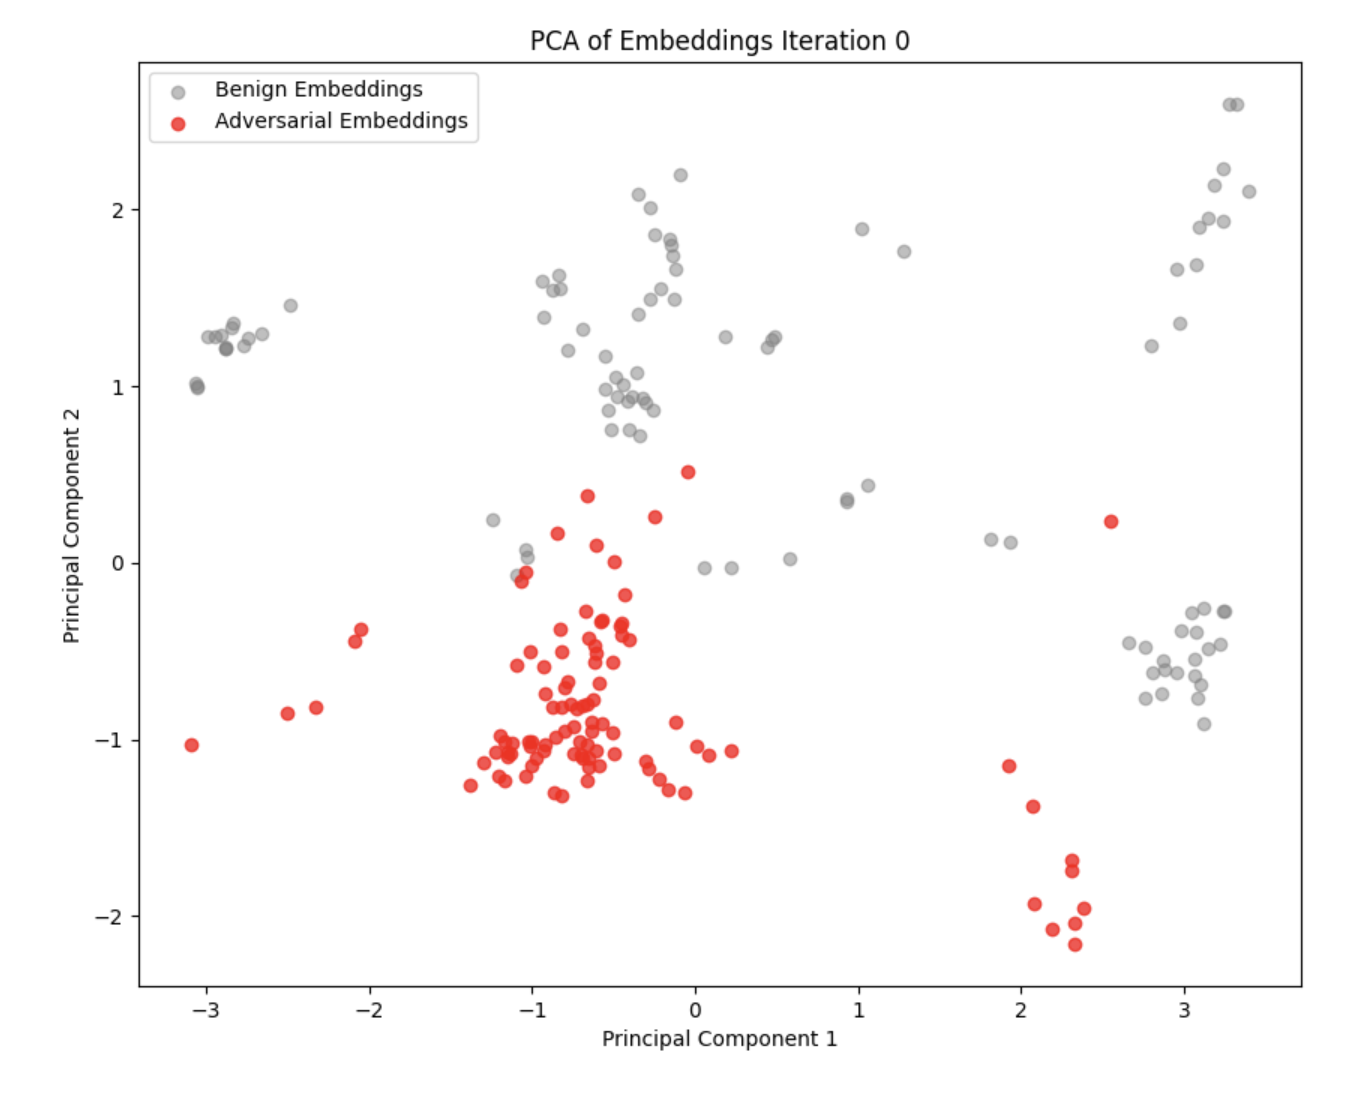 PCA of Embeddings Iteration 0
Benign Embeddings
Adversarial Embeddings
Principal Component 2
2
1
0
−1
−2
−3
−2
−1
0
1
2
3
Principal Component 1